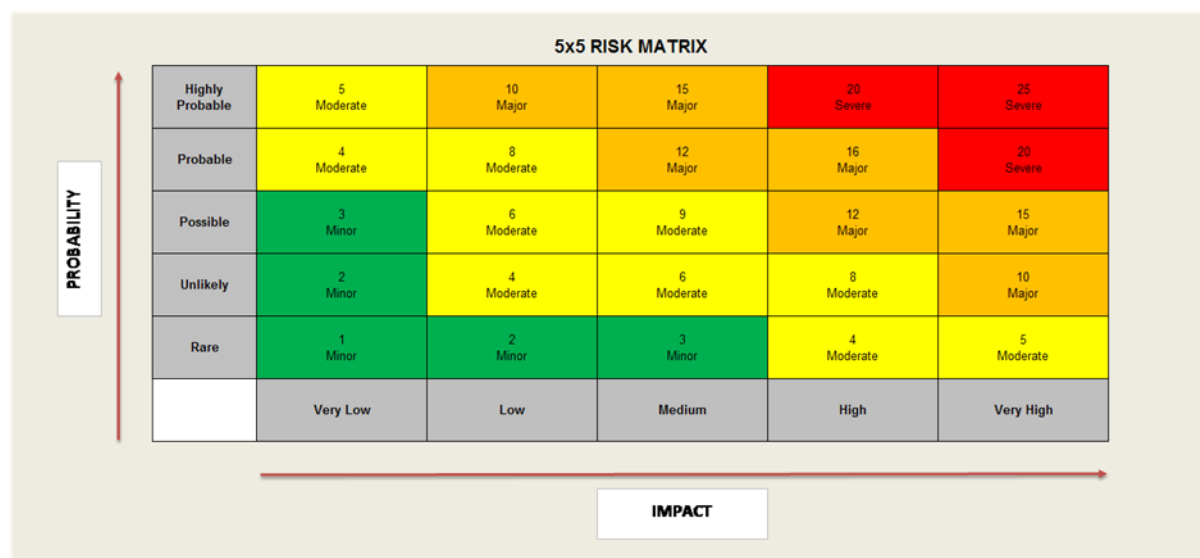 5x5 RISK MATRIX
PROBABILITY
Highly
Probable
5
Moderate
10
Major
15
Major
20
Severe
25
Severe
Probable
4
Moderate
8
Moderate
12
Major
16
Major
20
Severe
Possible
3
Minor
6
Moderate
9
Moderate
12
Major
15
Major
Unlikely
2
Minor
4
Moderate
6
Moderate
8
Moderate
10
Major
Rare
1
Minor
2
Minor
3
Minor
4
Moderate
5
Moderate
Very Low
Low
Medium
High
Very High
IMPACT